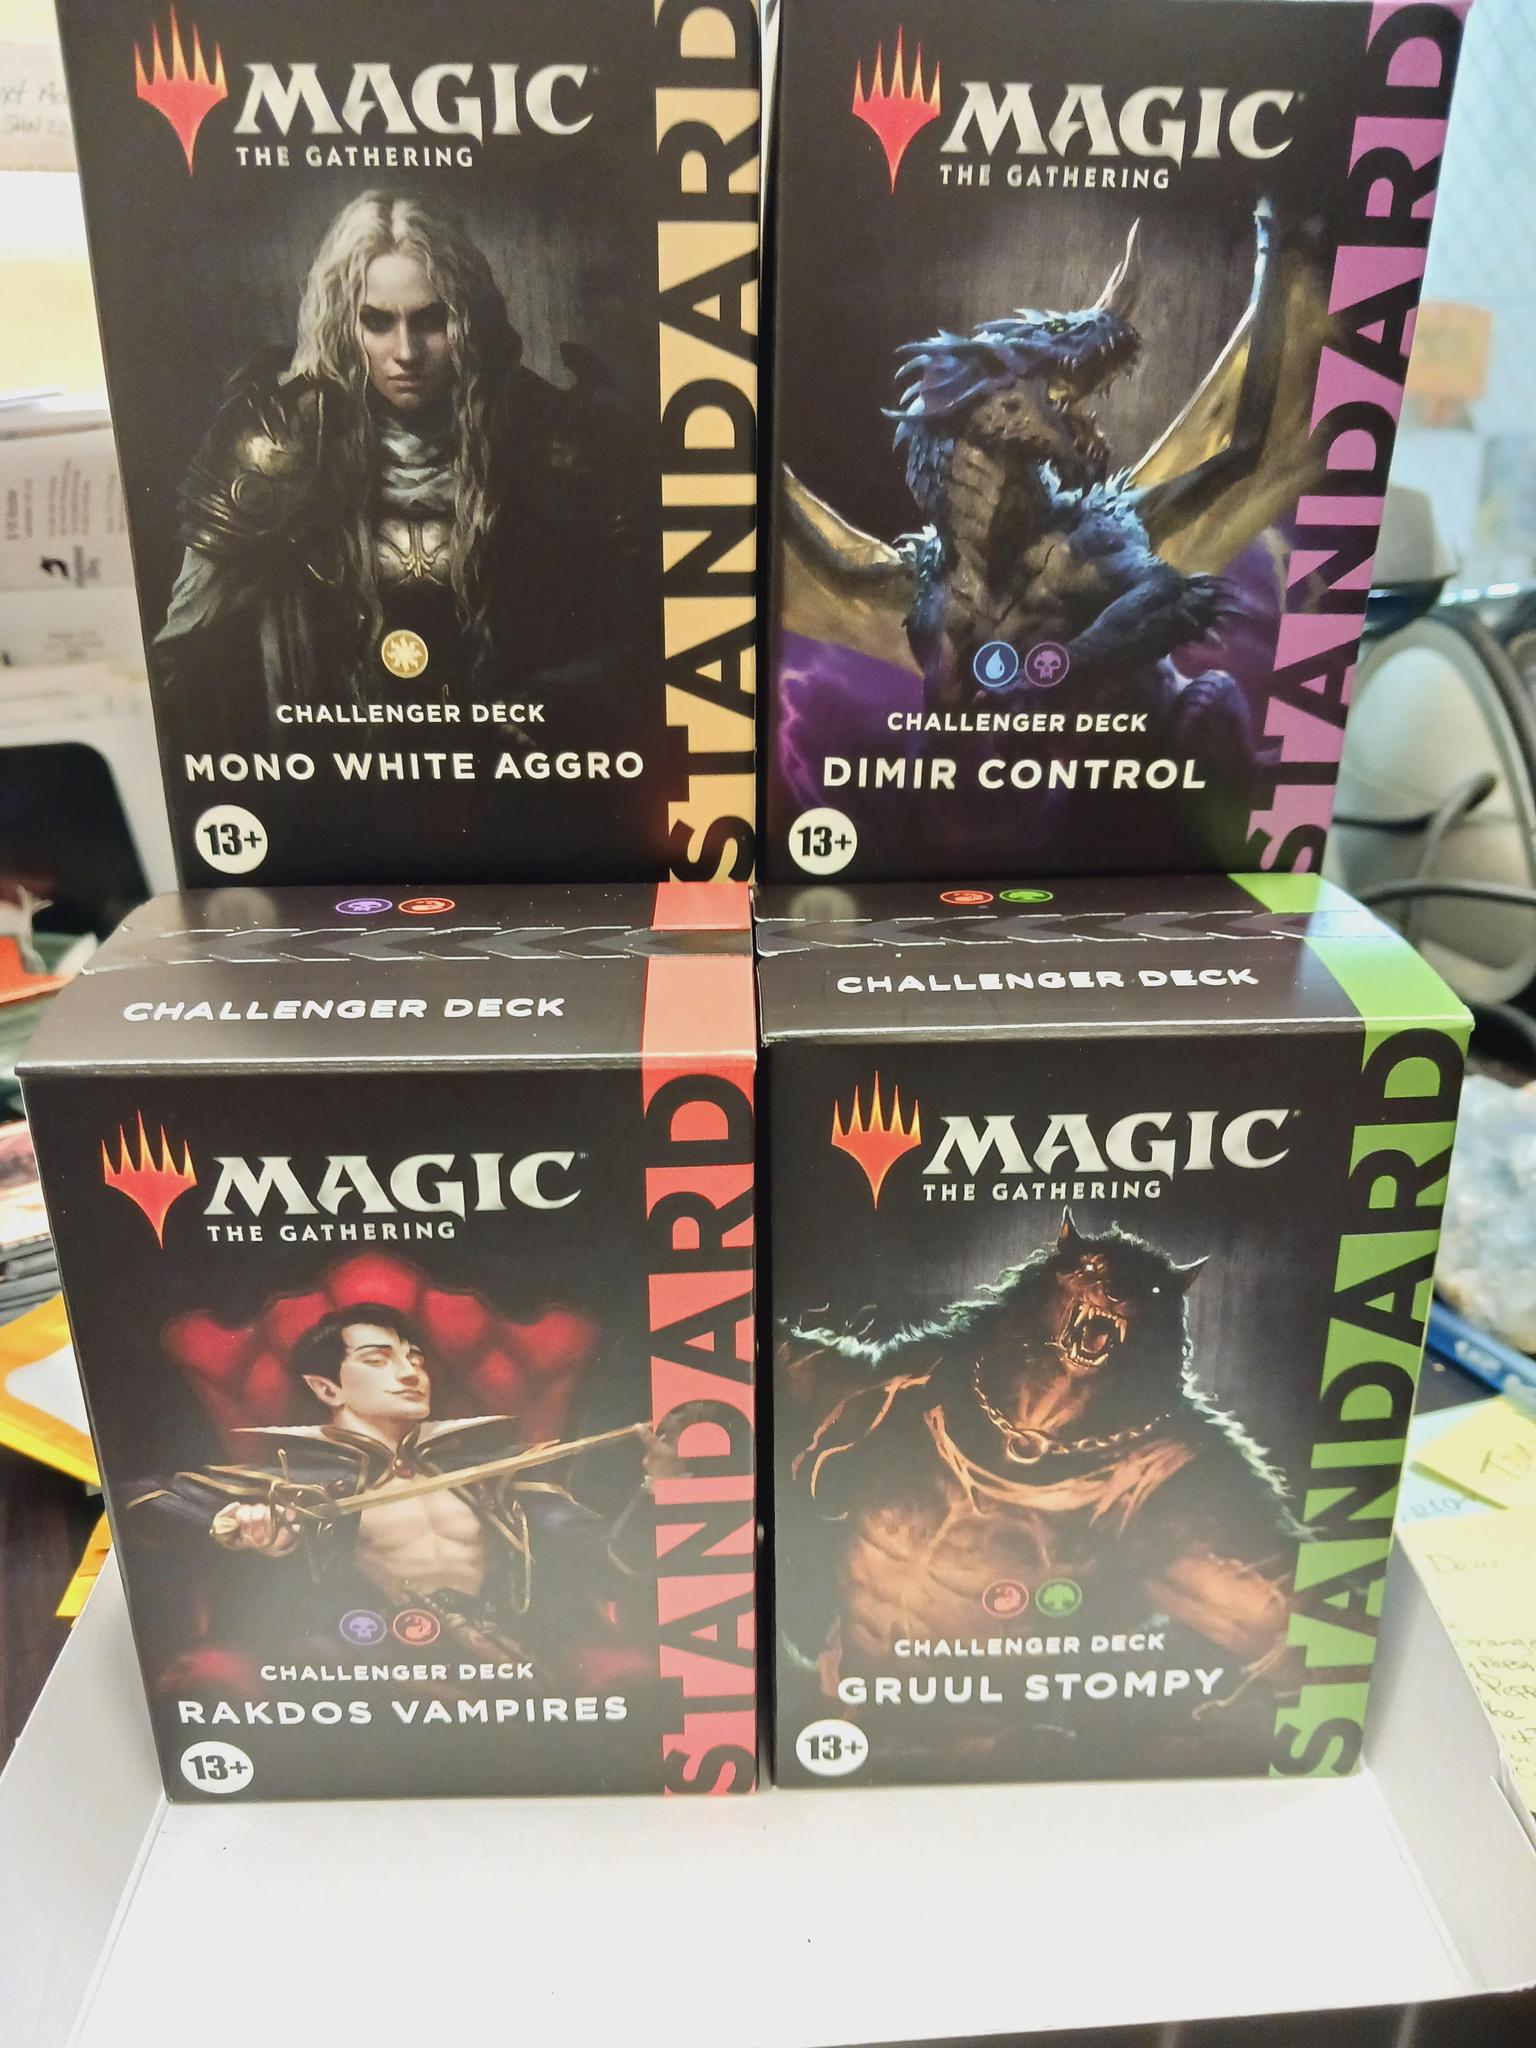 MAGIC
THE GATHERING
STANDARD
CHALLENGER DECK
MONO WHITE AGGRO
13+
MAGIC
THE GATHERING
STANDARD
CHALLENGER DECK
DIMIR CONTROL
13+
CHALLENGER DECK
MAGIC
THE GATHERING
STANDARD
CHALLENGER DECK
RAKDOS VAMPIRES
13+
CHALLENGER DECK
MAGIC
THE GATHERING
STANDARD
CHALLENGER DECK
GRUUL STOMPY
13+